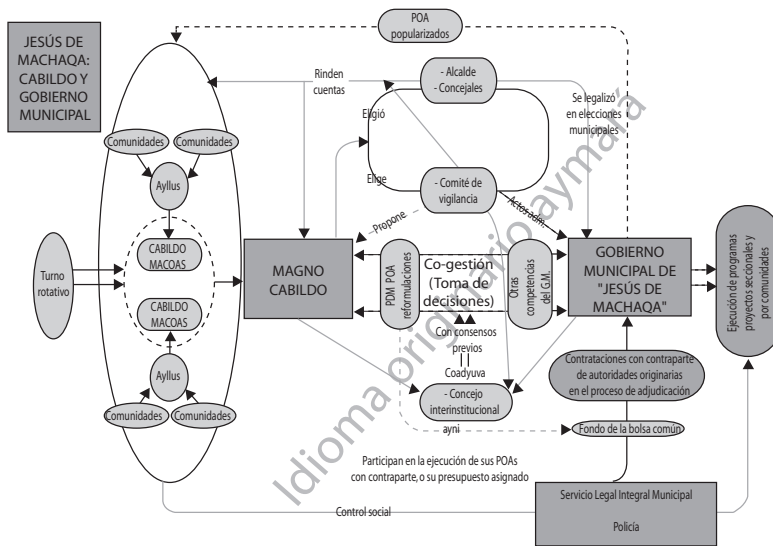 JESÚS DE
MACHAQA:
CABILDO Y
GOBIERNO
MUNICIPAL
POA
popularizados
Rinden
cuentas
- Alcalde
- Concejales
Se legalizó
en elecciones
municipales
Eligió
Elige
Comunidades
Comunidades
Ayllus
- Comité de
vigilancia
Propone
Actos adm.
CABILDO
MACOAS
Turno
rotativo
MAGNO
CABILDO
PDM POA
reformulaciones
Co-gestión
(Toma de
decisiones)
Otras
competencias
del G.M.
GOBIERNO
MUNICIPAL DE
"JESÚS DE
MACHAQA"
Ejecución de programas
proyectos seccionales y
por comunidades
CABILDO
MACOAS
Con consensos
previos
Coadyuva
Ayllus
Comunidades
Comunidades
- Concejo
interinstitucional
Contrataciones con contraparte
de autoridades originarias
en el proceso de adjudicación
ayni
Fondo de la bolsa común
Participan en la ejecución de sus POAs
con contraparte, o su presupuesto asignado
Control social
Servicio Legal Integral Municipal
Policía
Idioma originario aymara